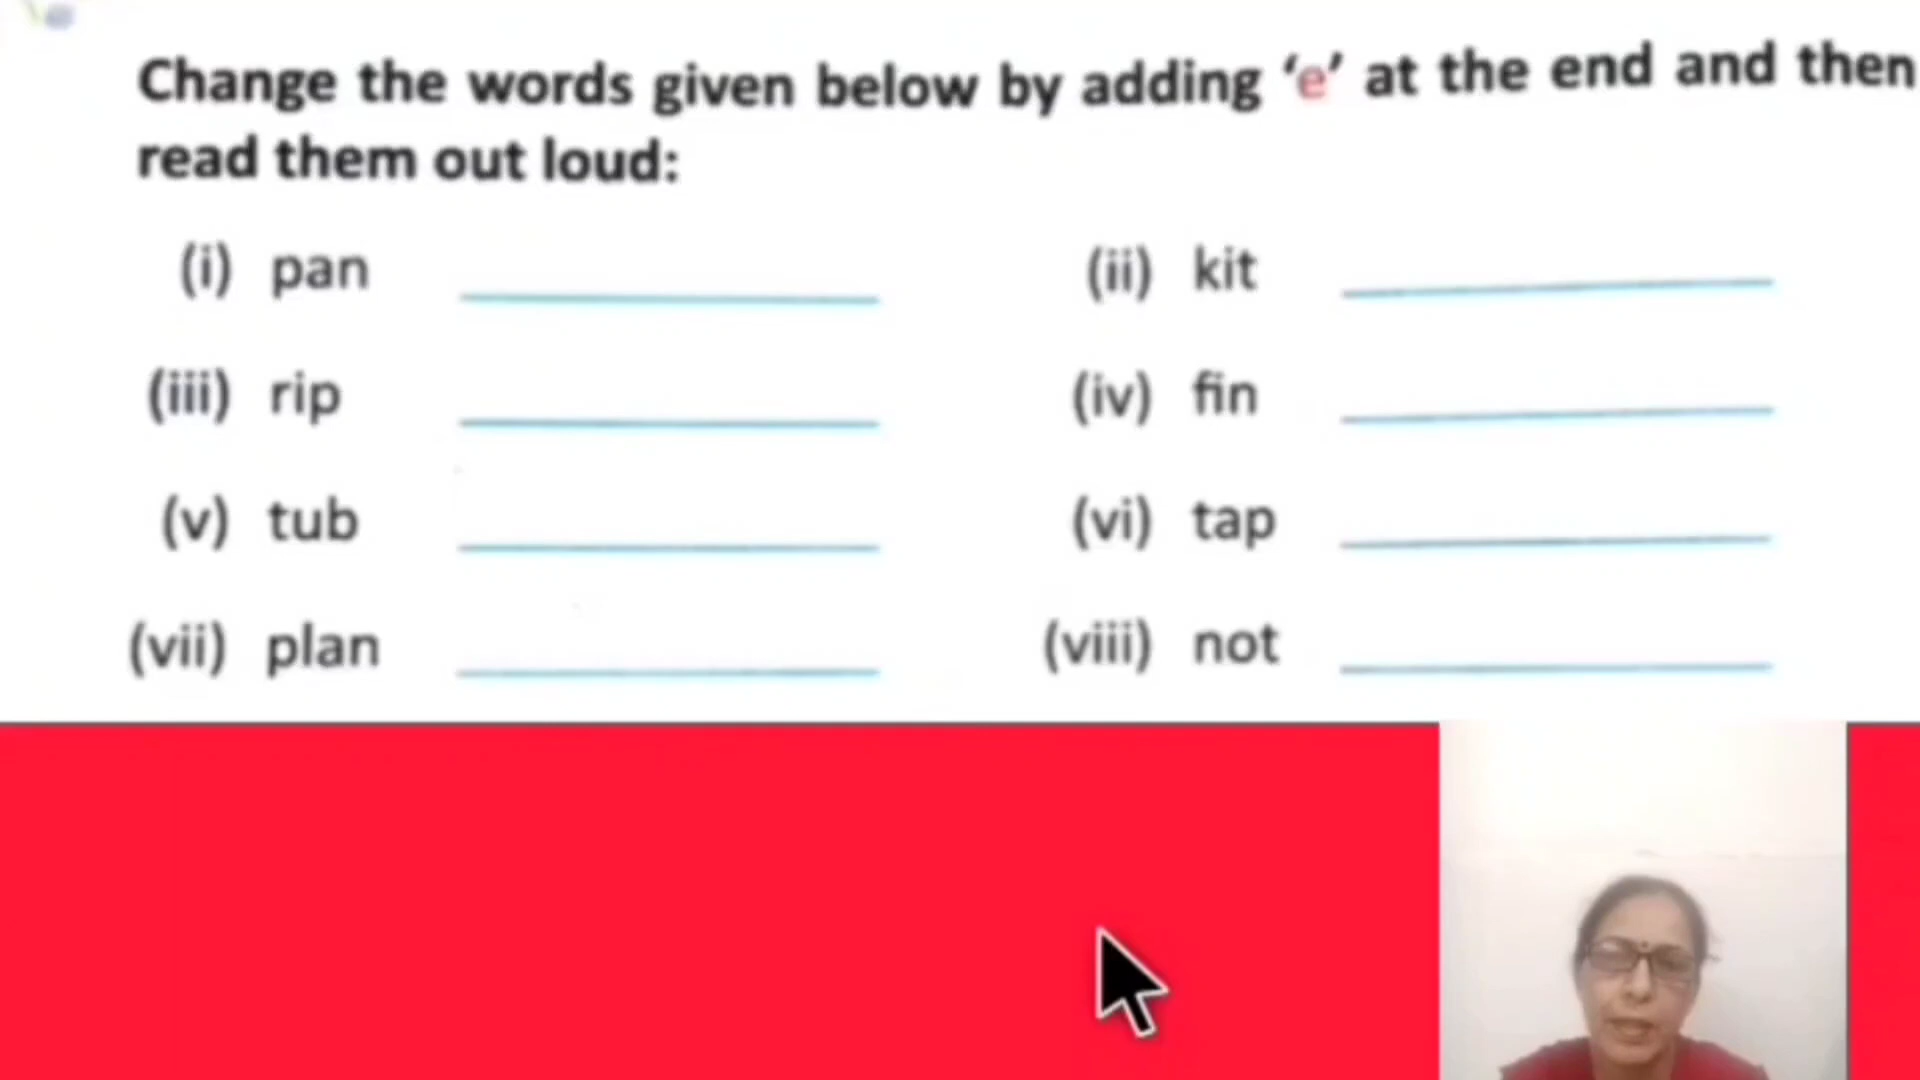 Change the words given below by adding ‘e’ at the end and then
read them out loud:
(i) pan (ii) kit
(iii) rip (iv) fin
(v) tub (vi) tap
(vii) plan (viii) not